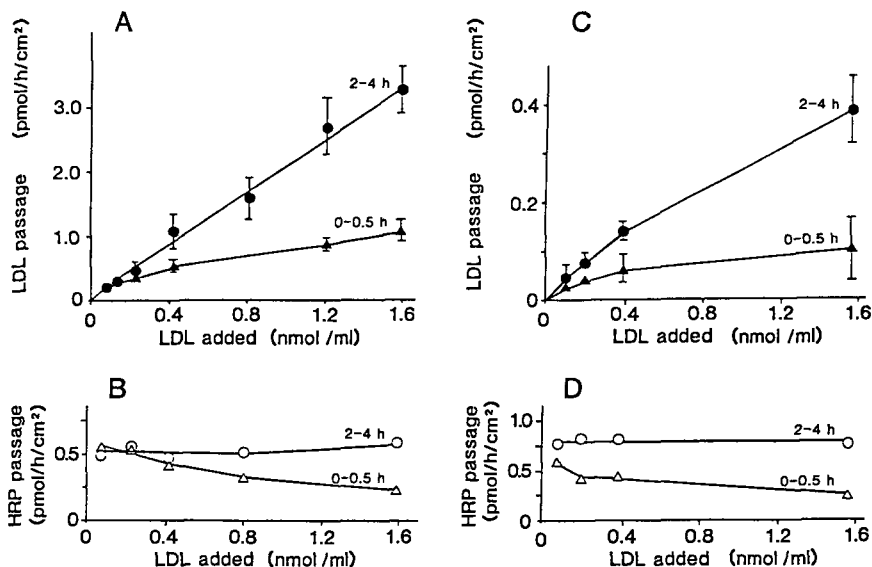 A
LDL passage (pmol/h/cm²)
3.0
2.0
1.0
0
2–4 h
0–0.5 h
0 0.4 0.8 1.2 1.6
LDL added (nmol /ml)
C
LDL passage (pmol/h/cm²)
0.4
0.2
0
2–4 h
0–0.5 h
0 0.4 0.8 1.2 1.6
LDL added (nmol /ml)
B
HRP passage
(pmol/h/cm²)
0.5
0
2–4 h
0–0.5 h
0 0.4 0.8 1.2 1.6
LDL added (nmol /ml)
D
HRP passage
(pmol/h/cm²)
1.0
0.5
0
2–4 h
0–0.5 h
0 0.4 0.8 1.2 1.6
LDL added (nmol /ml)